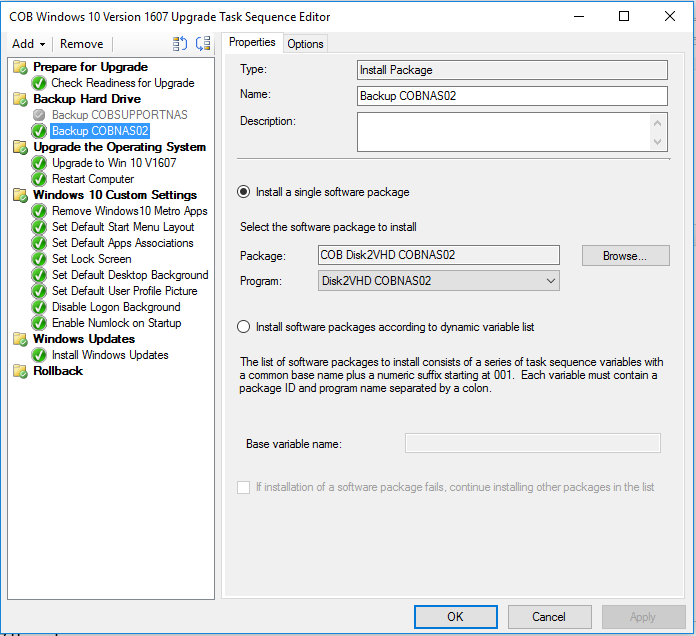 COB Windows 10 Version 1607 Upgrade Task Sequence Editor
Add Remove
Prepare for Upgrade
Check Readiness for Upgrade
Backup Hard Drive
Backup COBSUPPORTNAS
Backup COBNAS02
Upgrade the Operating System
Upgrade to Win 10 V1607
Restart Computer
Windows 10 Custom Settings
Remove Windows10 Metro Apps
Set Default Start Menu Layout
Set Default Apps Associations
Set Lock Screen
Set Default Desktop Background
Set Default User Profile Picture
Disable Logon Background
Enable Numlock on Startup
Windows Updates
Install Windows Updates
Rollback
Properties Options
Type: Install Package
Name: Backup COBNAS02
Description:
Install a single software package
Select the software package to install
Package: COB Disk2VHD COBNAS02 Browse...
Program: Disk2VHD COBNAS02
Install software packages according to dynamic variable list
The list of software packages to install consists of a series of task sequence variables with
a common base name plus a numeric suffix starting at 001. Each variable must contain a
package ID and program name separated by a colon.
Base variable name:
If installation of a software package fails, continue installing other packages in the list
OK Cancel Apply